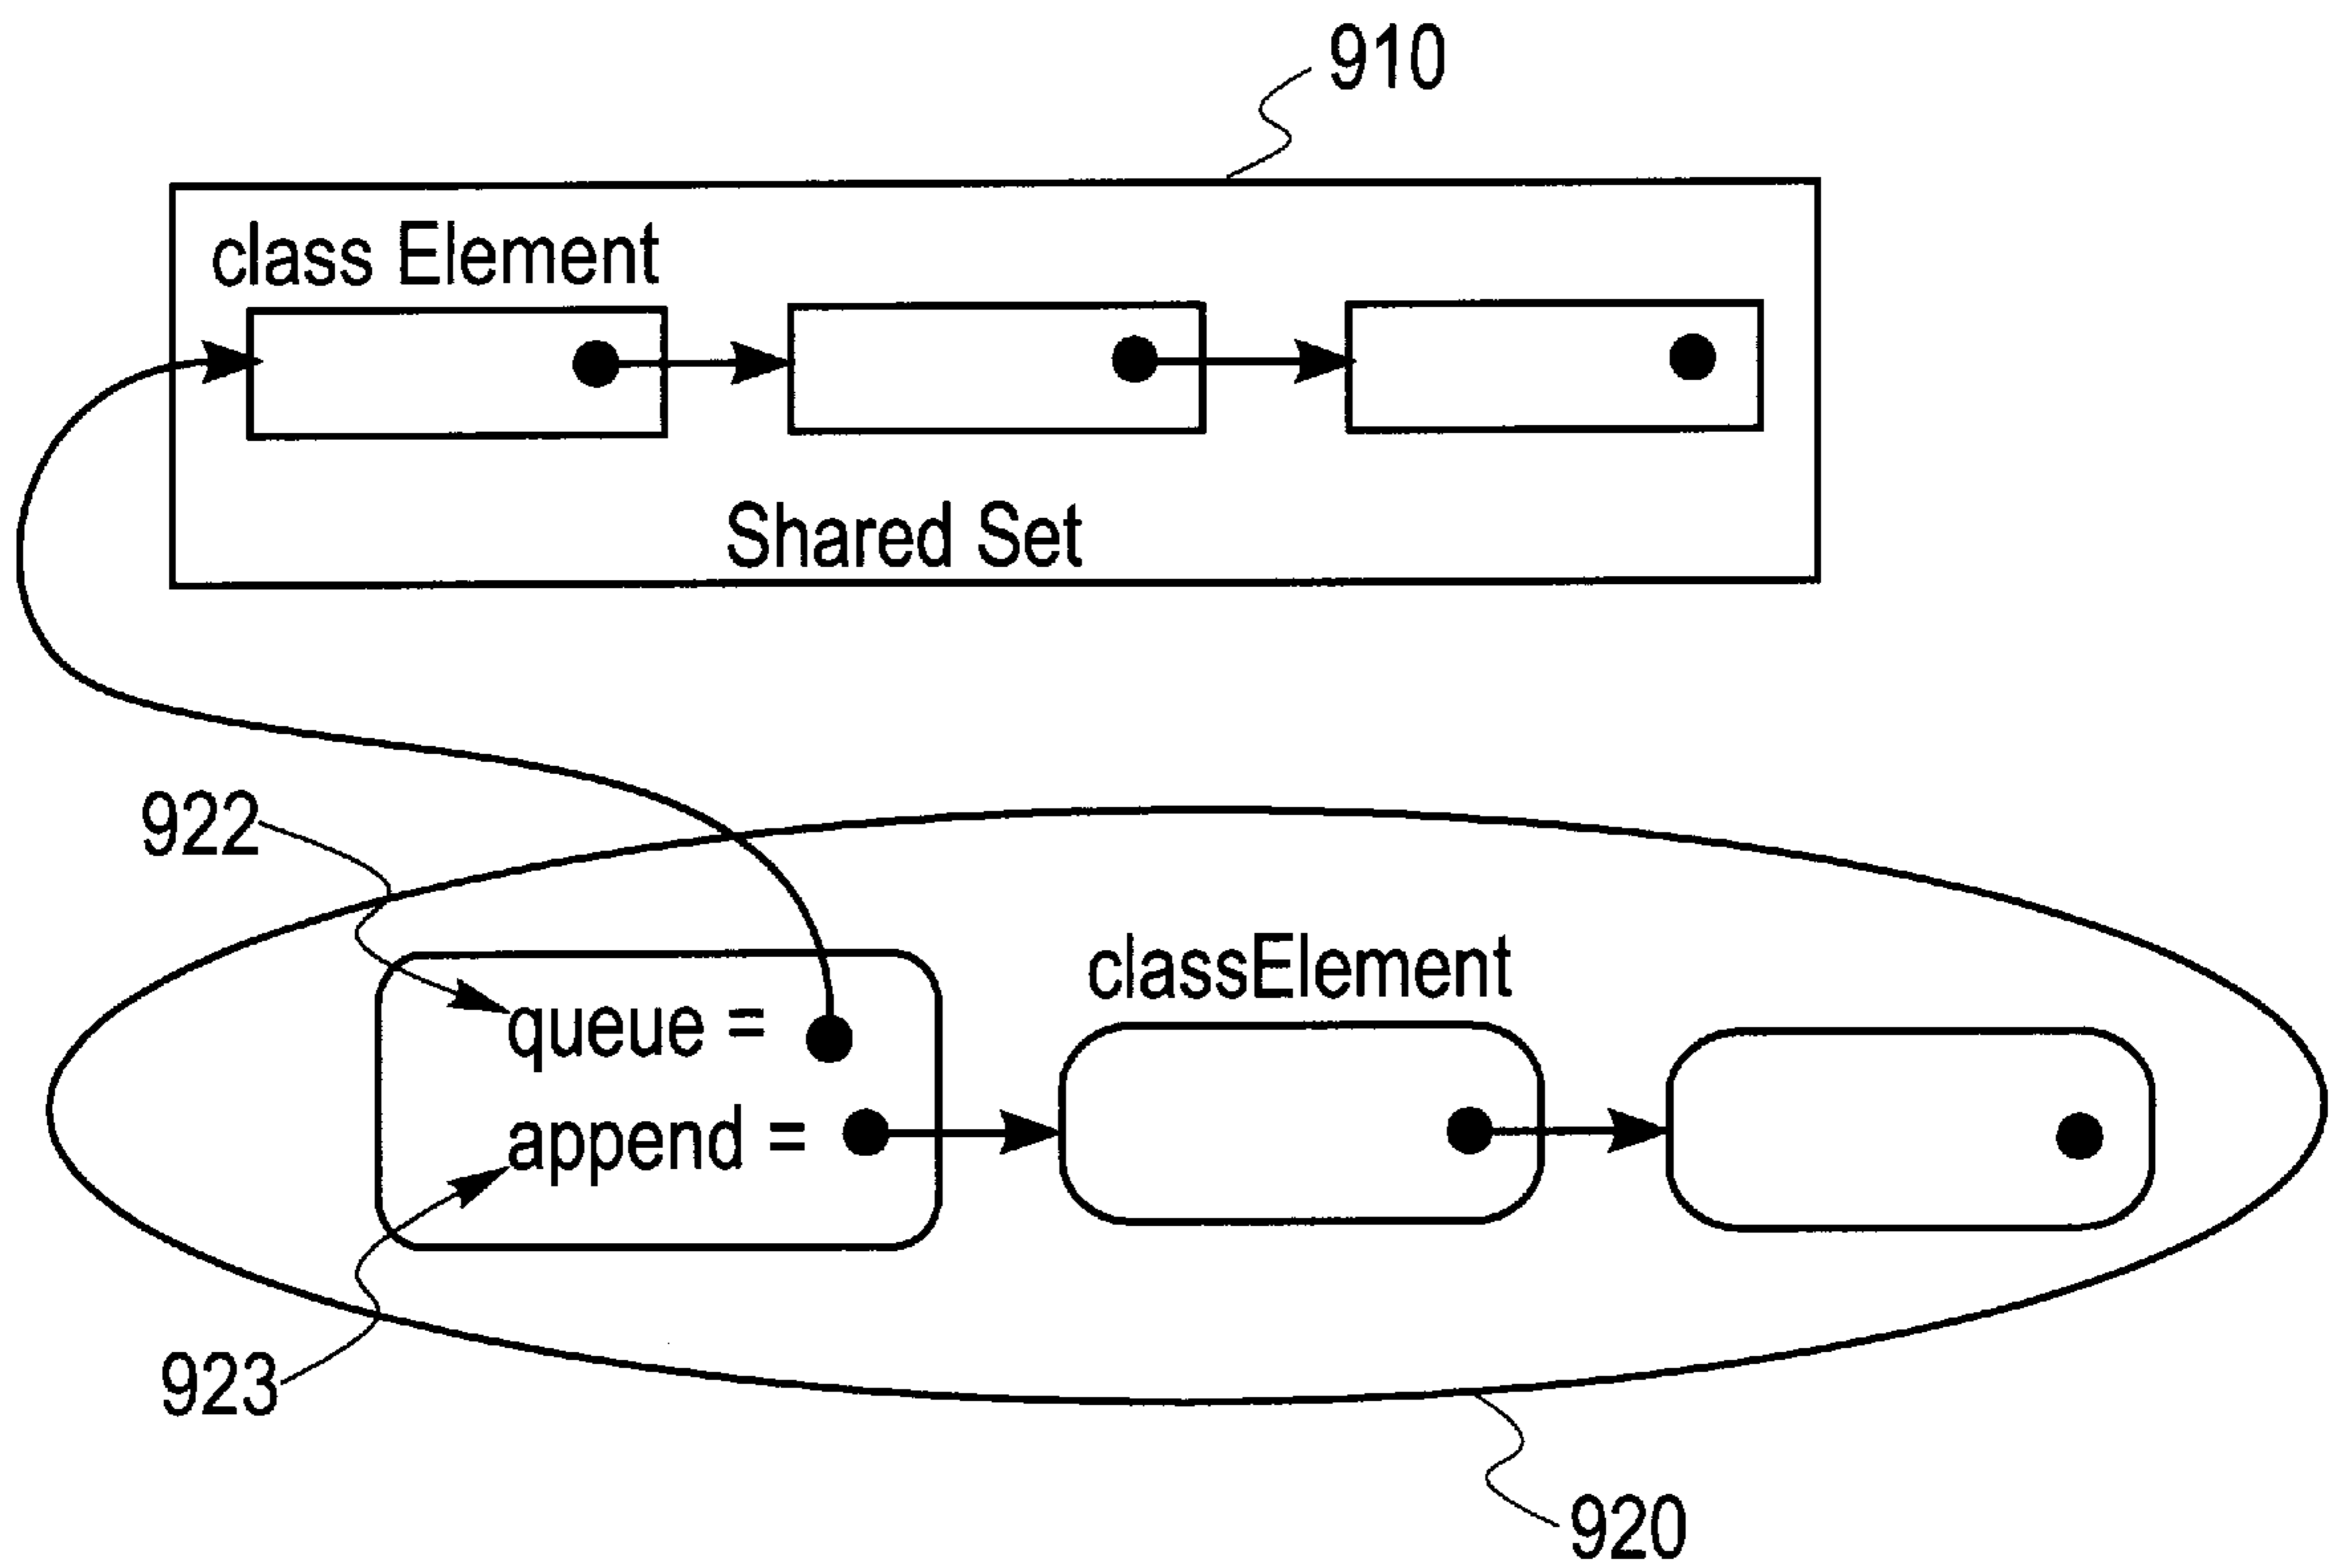 910
class Element
Shared Set
922
classElement
queue =
append =
923
920